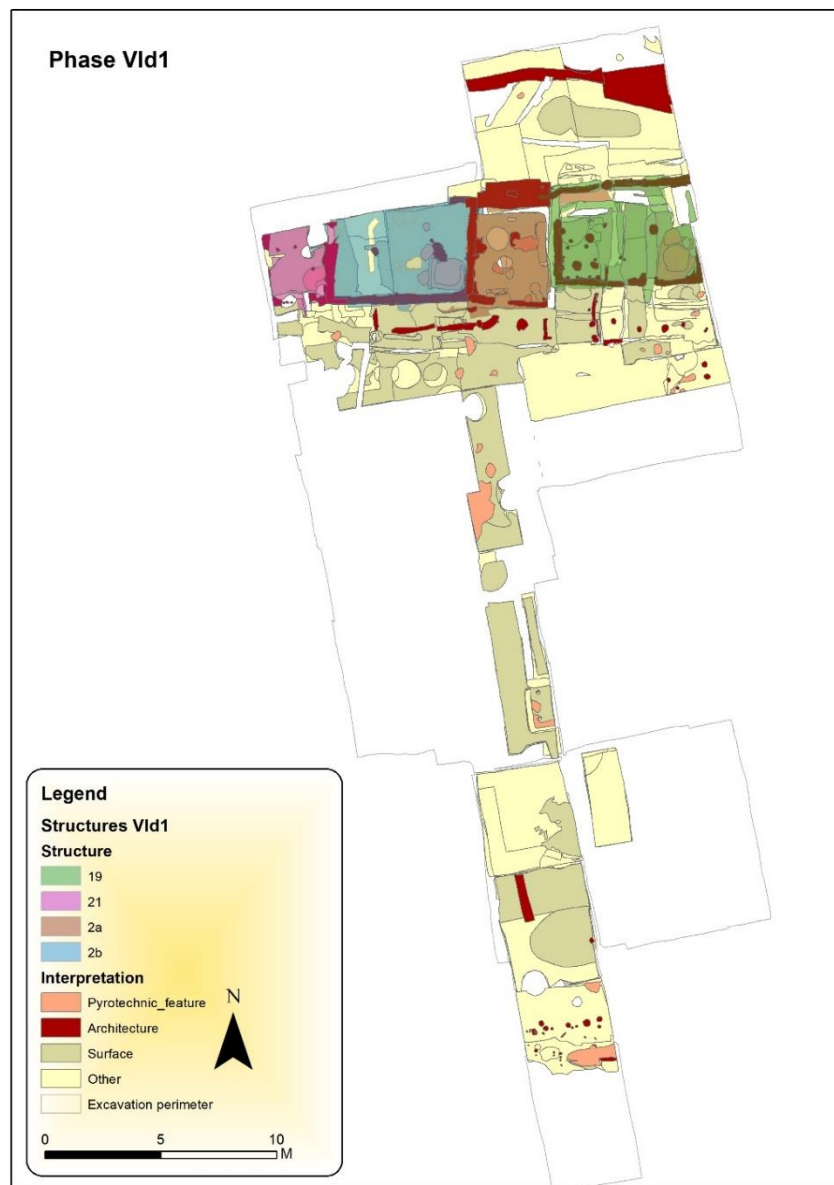 Phase VId1
Legend
Structures VId1
Structure
19
21
2a
2b
Interpretation
Pyrotechnic_feature
Architecture
Surface
Other
Excavation perimeter
N
0 5 10
M